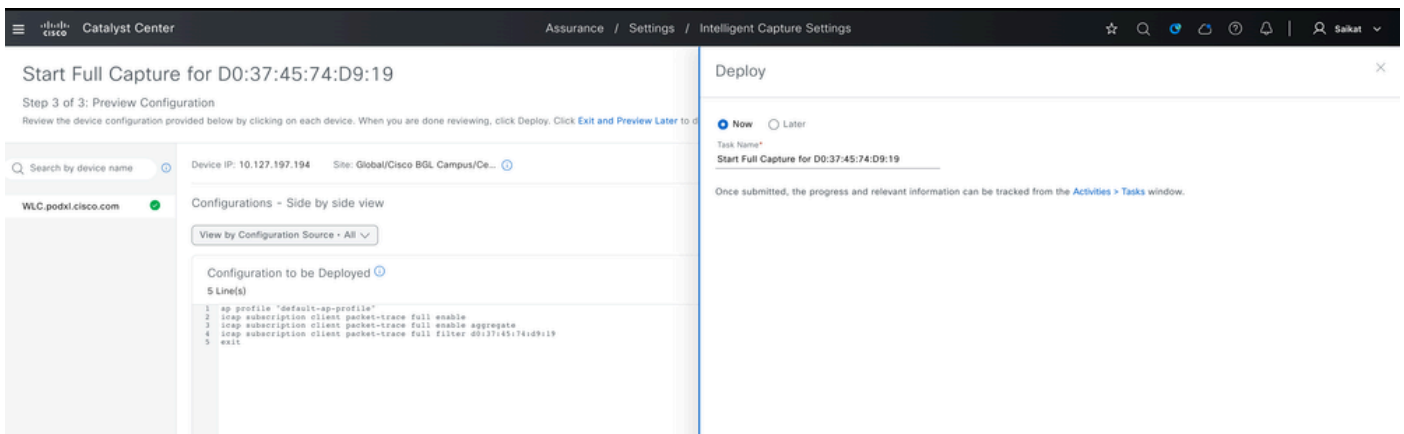 cisco Catalyst Center
Assurance / Settings / Intelligent Capture Settings
Saikat
Start Full Capture for D0:37:45:74:D9:19
Step 3 of 3: Preview Configuration
Review the device configuration provided below by clicking on each device. When you are done reviewing, click Deploy. Click Exit and Preview Later to d
Search by device name
WLC.podxl.cisco.com
Device IP: 10.127.197.194 Site: Global/Cisco BGL Campus/Ce...
Configurations - Side by side view
View by Configuration Source - All
Configuration to be Deployed
5 Line(s)
1 ap profile "default-ap-profile"
2 icap subscription client packet-trace full enable
3 icap subscription client packet-trace full enable aggregate
4 icap subscription client packet-trace full filter d0:37:45:74:d9:19
5 exit
Deploy
Now Later
Task Name*
Start Full Capture for D0:37:45:74:D9:19
Once submitted, the progress and relevant information can be tracked from the Activities > Tasks window.